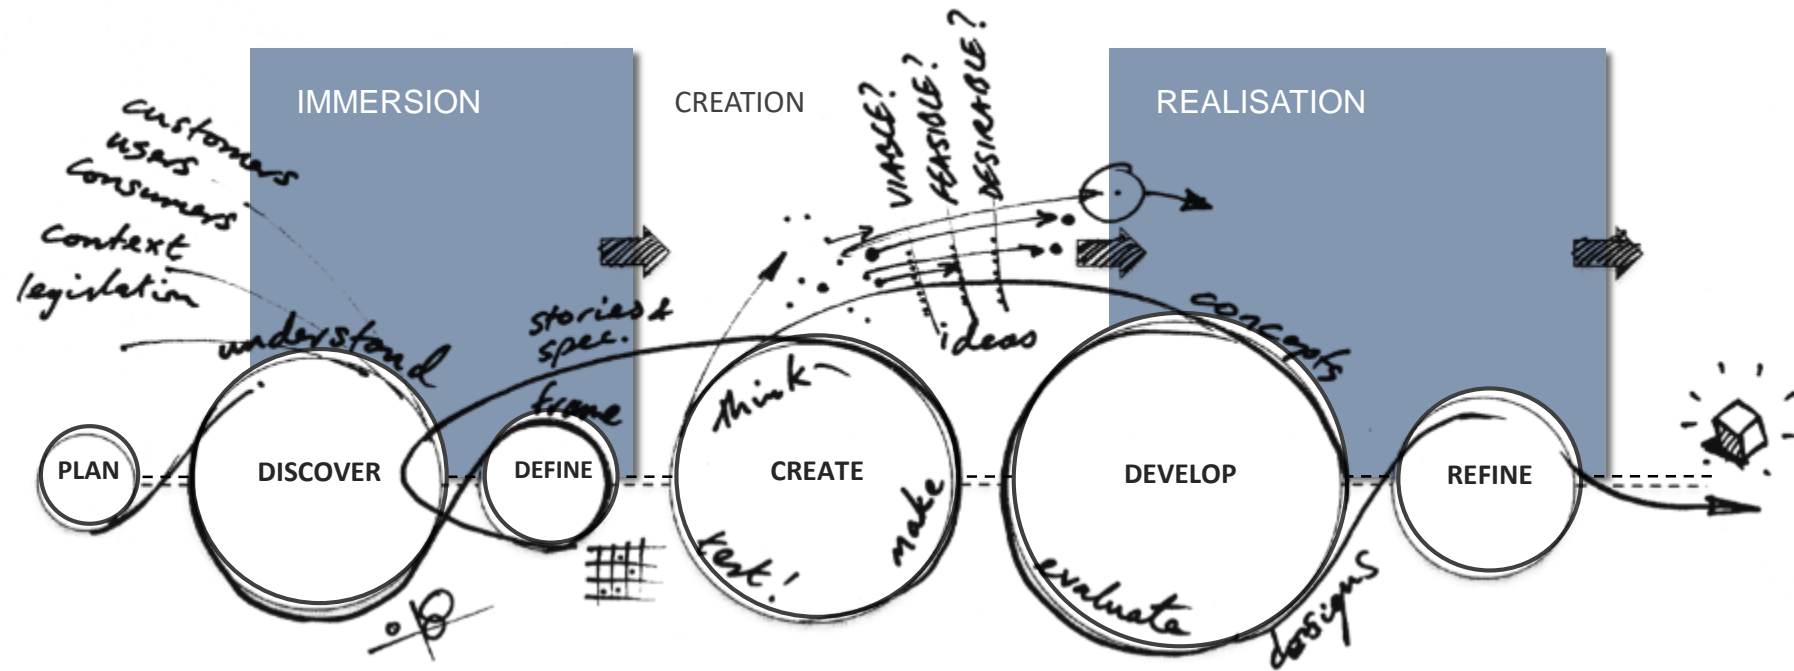 IMMERSION
CREATION
REALISATION
customers
users
consumers
context
legislation
understand
stories &
spec.
frame
VIABLE?
FEASIBLE?
DESIRABLE?
ideas
concepts
think
make
test!
evaluate
designs
PLAN
DISCOVER
DEFINE
CREATE
DEVELOP
REFINE